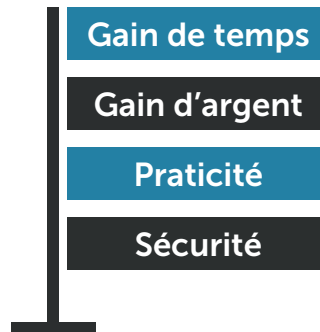 Gain de temps
Gain d’argent
Praticité
Sécurité